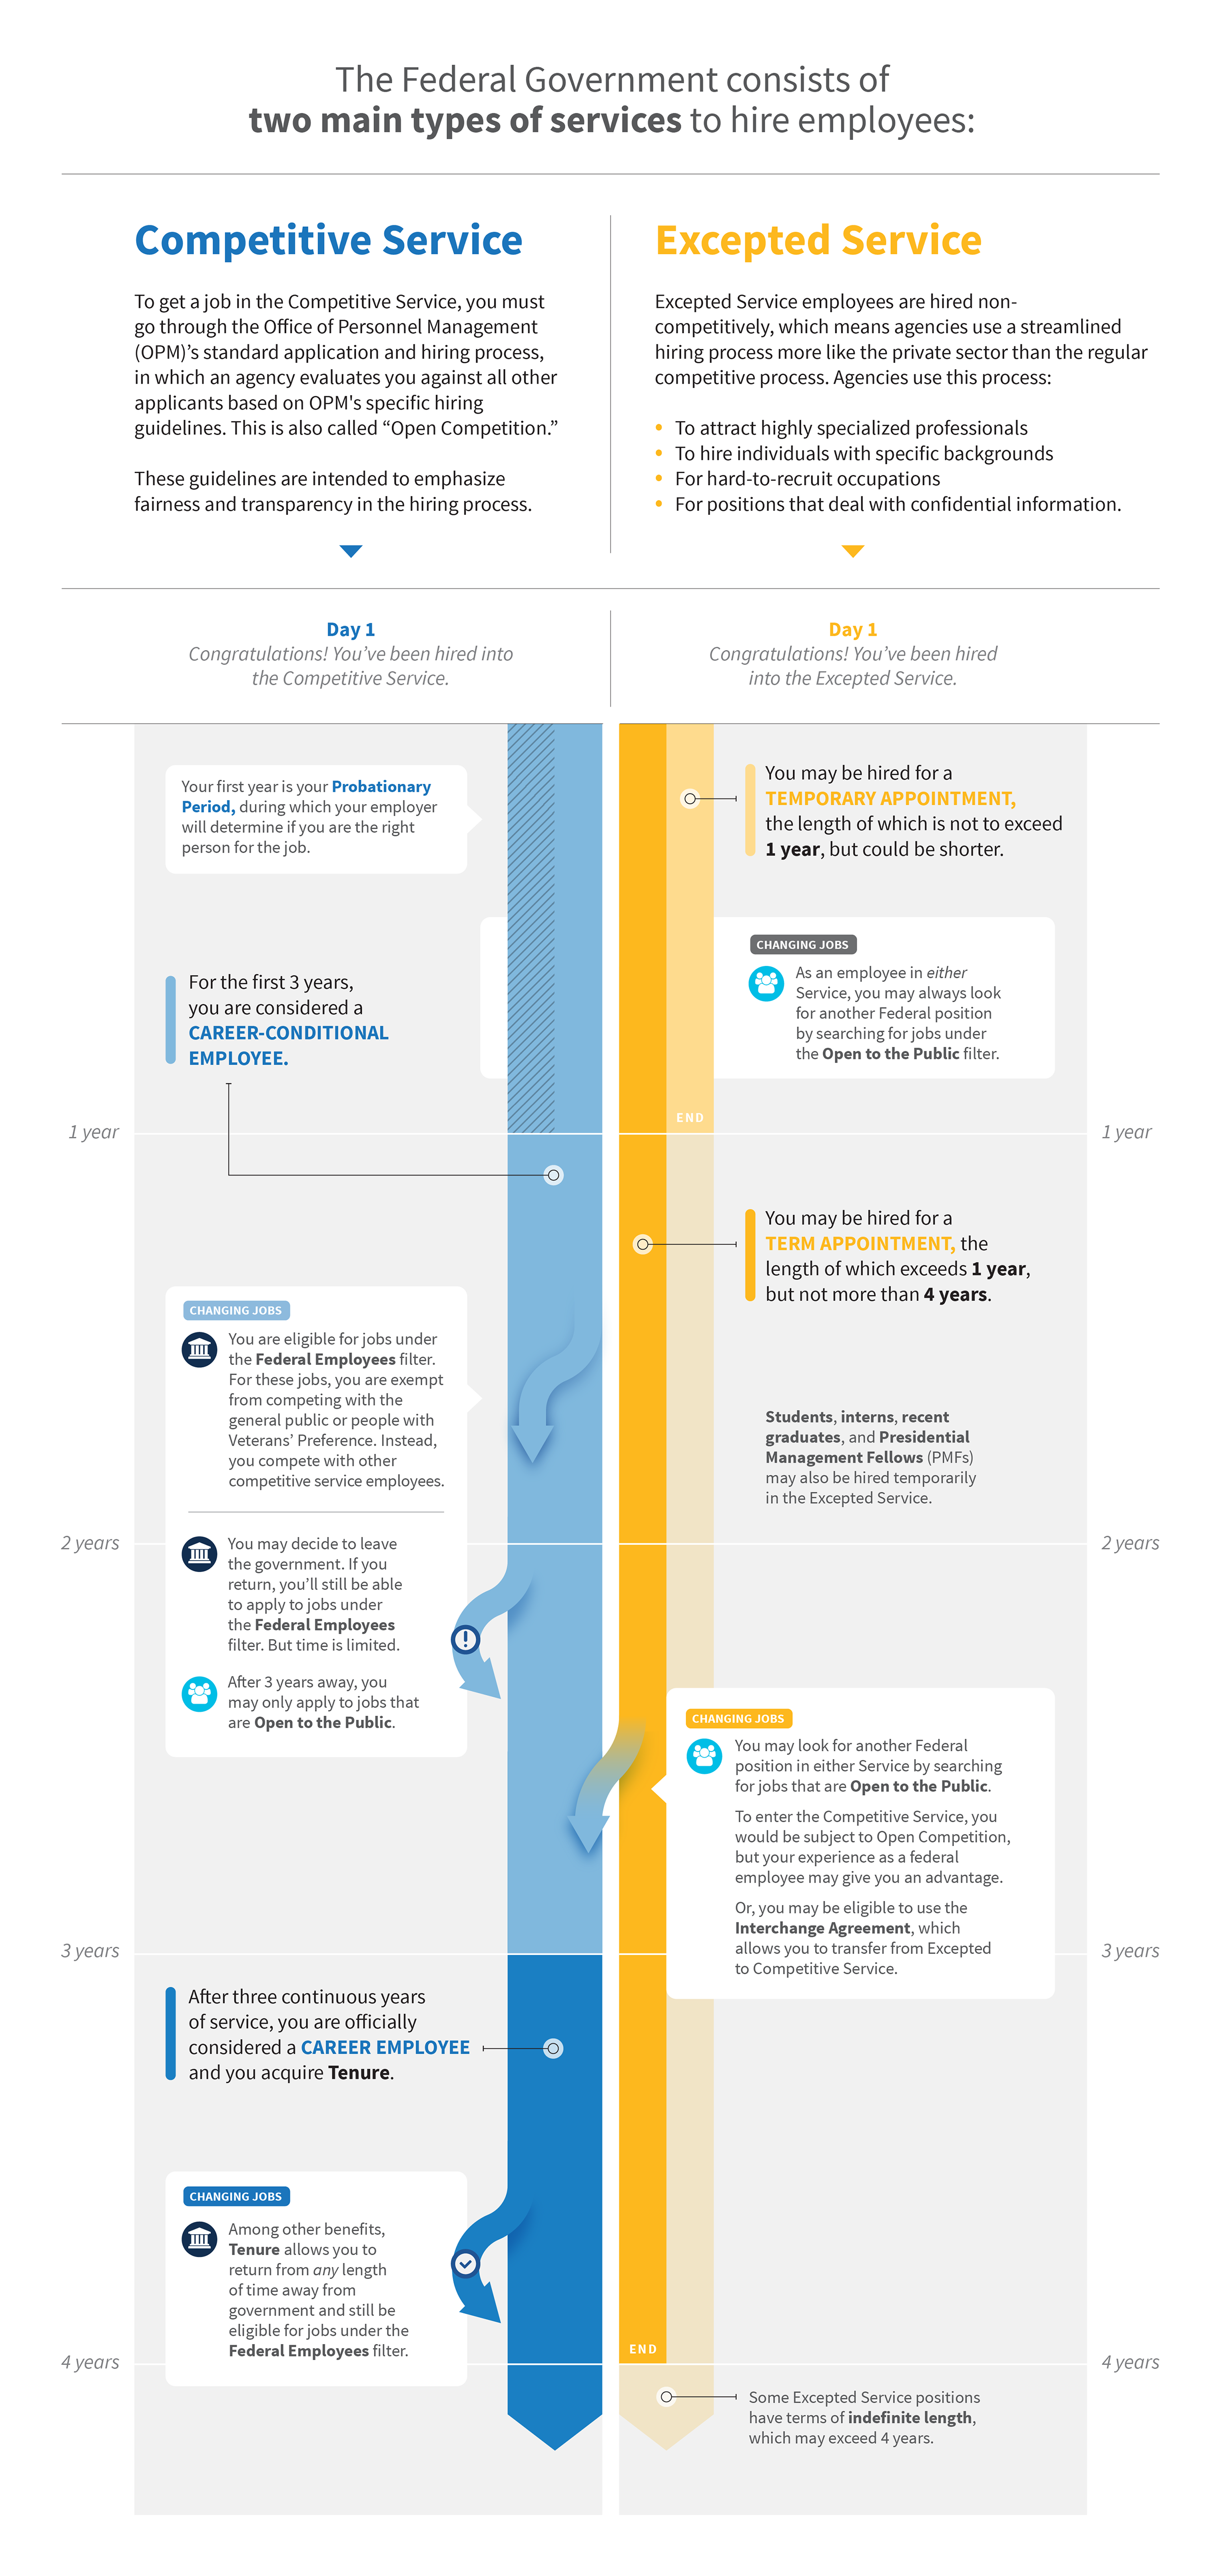 The Federal Government consists of
two main types of services to hire employees:
Competitive Service
To get a job in the Competitive Service, you must
go through the Office of Personnel Management
(OPM)’s standard application and hiring process,
in which an agency evaluates you against all other
applicants based on OPM's specific hiring
guidelines. This is also called “Open Competition.”
These guidelines are intended to emphasize
fairness and transparency in the hiring process.
Excepted Service
Excepted Service employees are hired non-
competitively, which means agencies use a streamlined
hiring process more like the private sector than the regular
competitive process. Agencies use this process:
• To attract highly specialized professionals
• To hire individuals with specific backgrounds
• For hard-to-recruit occupations
• For positions that deal with confidential information.
Day 1
Congratulations! You’ve been hired into
the Competitive Service.
Day 1
Congratulations! You’ve been hired
into the Excepted Service.
Your first year is your Probationary
Period, during which your employer
will determine if you are the right
person for the job.
You may be hired for a
TEMPORARY APPOINTMENT,
the length of which is not to exceed
1 year, but could be shorter.
For the first 3 years,
you are considered a
CAREER-CONDITIONAL
EMPLOYEE.
CHANGING JOBS
As an employee in either
Service, you may always look
for another Federal position
by searching for jobs under
the Open to the Public filter.
END
1 year
1 year
You may be hired for a
TERM APPOINTMENT, the
length of which exceeds 1 year,
but not more than 4 years.
CHANGING JOBS
You are eligible for jobs under
the Federal Employees filter.
For these jobs, you are exempt
from competing with the
general public or people with
Veterans’ Preference. Instead,
you compete with other
competitive service employees.
Students, interns, recent
graduates, and Presidential
Management Fellows (PMFs)
may also be hired temporarily
in the Excepted Service.
2 years
2 years
You may decide to leave
the government. If you
return, you’ll still be able
to apply to jobs under
the Federal Employees
filter. But time is limited.
After 3 years away, you
may only apply to jobs that
are Open to the Public.
CHANGING JOBS
You may look for another Federal
position in either Service by searching
for jobs that are Open to the Public.
To enter the Competitive Service, you
would be subject to Open Competition,
but your experience as a federal
employee may give you an advantage.
Or, you may be eligible to use the
Interchange Agreement, which
allows you to transfer from Excepted
to Competitive Service.
3 years
3 years
After three continuous years
of service, you are officially
considered a CAREER EMPLOYEE
and you acquire Tenure.
CHANGING JOBS
Among other benefits,
Tenure allows you to
return from any length
of time away from
government and still be
eligible for jobs under the
Federal Employees filter.
END
4 years
4 years
Some Excepted Service positions
have terms of indefinite length,
which may exceed 4 years.